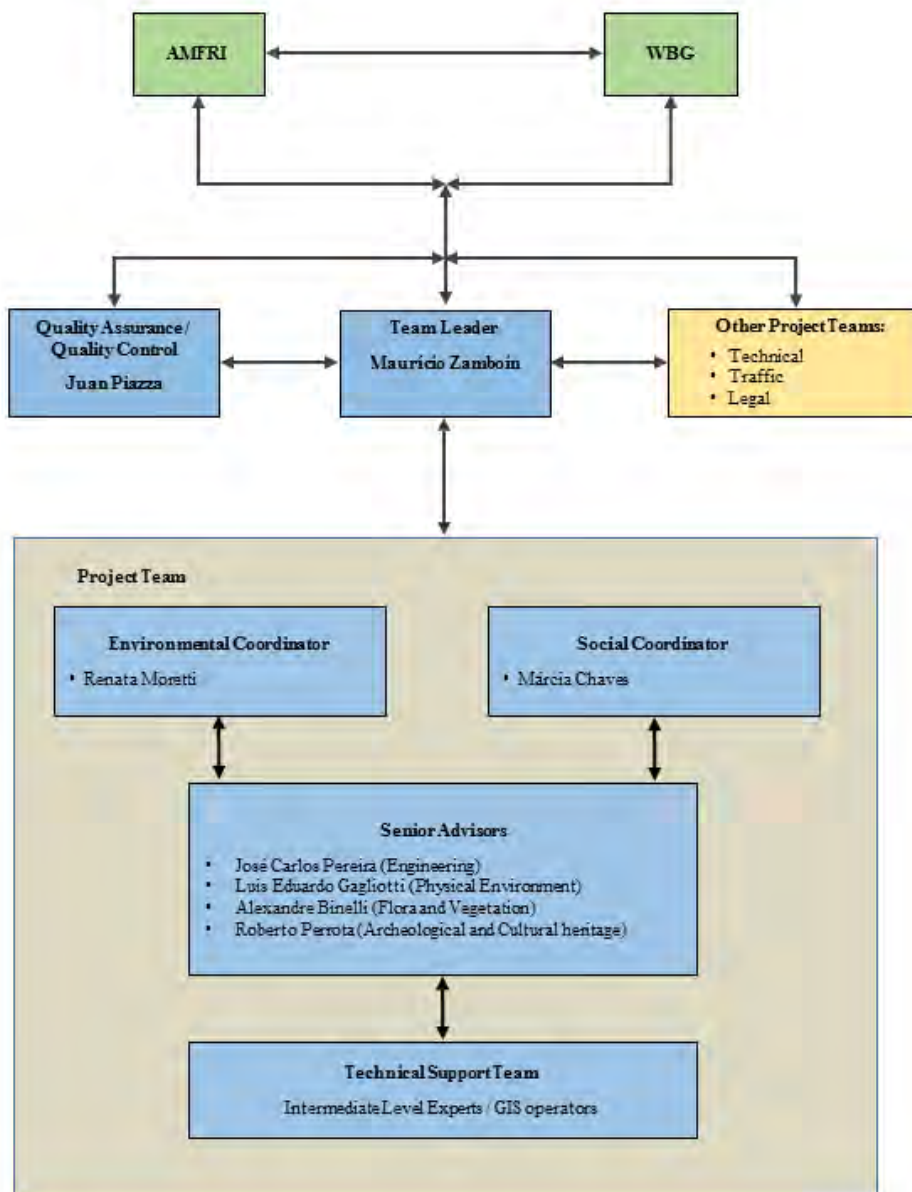 AMFRI
WBG
Quality Assurance /
Quality Control
Juan Piazza
Team Leader
Maurício Zamboin
Other Project Teams:
• Technical
• Traffic
• Legal
Project Team
Environmental Coordinator
• Renata Moretti
Social Coordinator
• Márcia Chaves
Senior Advisors
• José Carlos Pereira (Engineering)
• Luis Eduardo Gagliotti (Physical Environment)
• Alexandre Binelli (Flora and Vegetation)
• Roberto Perrota (Archeological and Cultural heritage)
Technical Support Team
Intermediate Level Experts / GIS operators